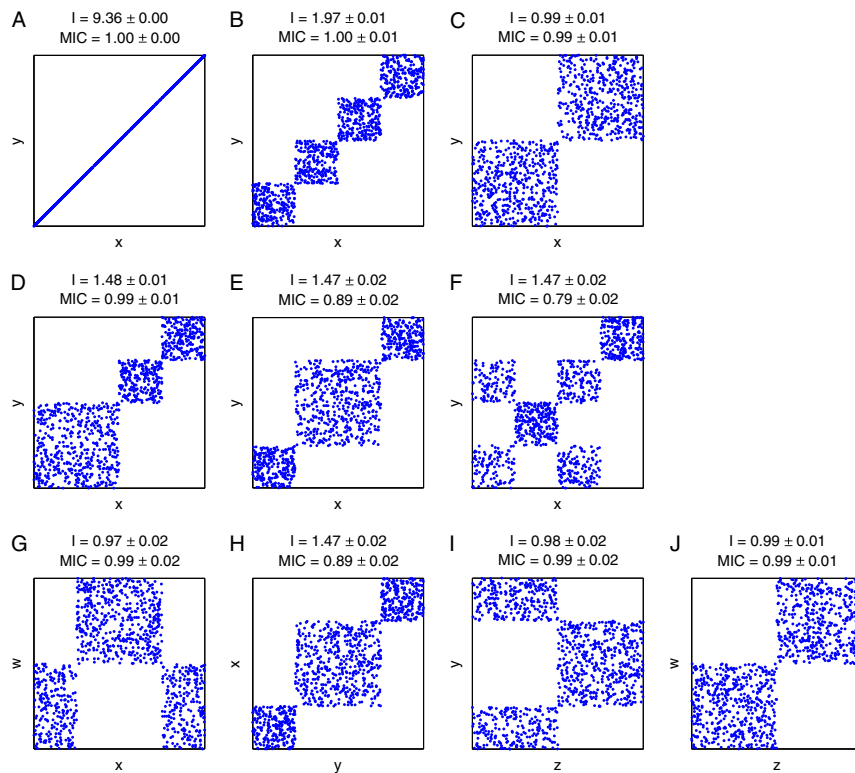 A
I = 9.36 ± 0.00
MIC = 1.00 ± 0.00
y
x
B
I = 1.97 ± 0.01
MIC = 1.00 ± 0.01
y
x
C
I = 0.99 ± 0.01
MIC = 0.99 ± 0.01
y
x
D
I = 1.48 ± 0.01
MIC = 0.99 ± 0.01
y
x
E
I = 1.47 ± 0.02
MIC = 0.89 ± 0.02
y
x
F
I = 1.47 ± 0.02
MIC = 0.79 ± 0.02
y
x
G
I = 0.97 ± 0.02
MIC = 0.99 ± 0.02
w
x
H
I = 1.47 ± 0.02
MIC = 0.89 ± 0.02
x
y
I
I = 0.98 ± 0.02
MIC = 0.99 ± 0.02
y
z
J
I = 0.99 ± 0.01
MIC = 0.99 ± 0.01
w
z